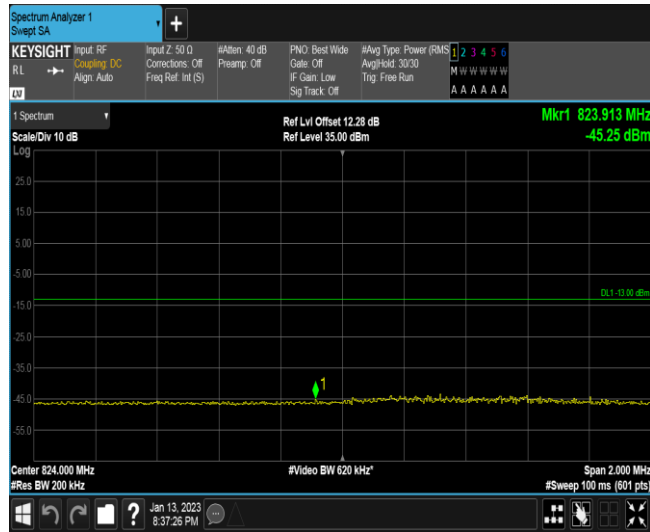 Spectrum Analyzer 1
Swept SA
+
KEYSIGHT
RL
LXI
Input: RF
Coupling: DC
Align: Auto
Input Z: 50 Ω
Corrections: Off
Freq Ref: Int (S)
#Atten: 40 dB
Preamp: Off
PNO: Best Wide
Gate: Off
IF Gain: Low
Sig Track: Off
#Avg Type: Power (RMS
Avg|Hold: 30/30
Trig: Free Run
1 2 3 4 5 6
M W W W W W
A A A A A A
1 Spectrum
Scale/Div 10 dB
Log
Ref Lvl Offset 12.28 dB
Ref Level 35.00 dBm
Mkr1 823.913 MHz
-45.25 dBm
25.0
15.0
5.00
-5.00
DL1 -13.00 dBm
-15.0
-25.0
-35.0
1
-45.0
-55.0
Center 824.000 MHz
#Res BW 200 kHz
#Video BW 620 kHz*
Span 2.000 MHz
#Sweep 100 ms (601 pts)
?
Jan 13, 2023
8:37:26 PM